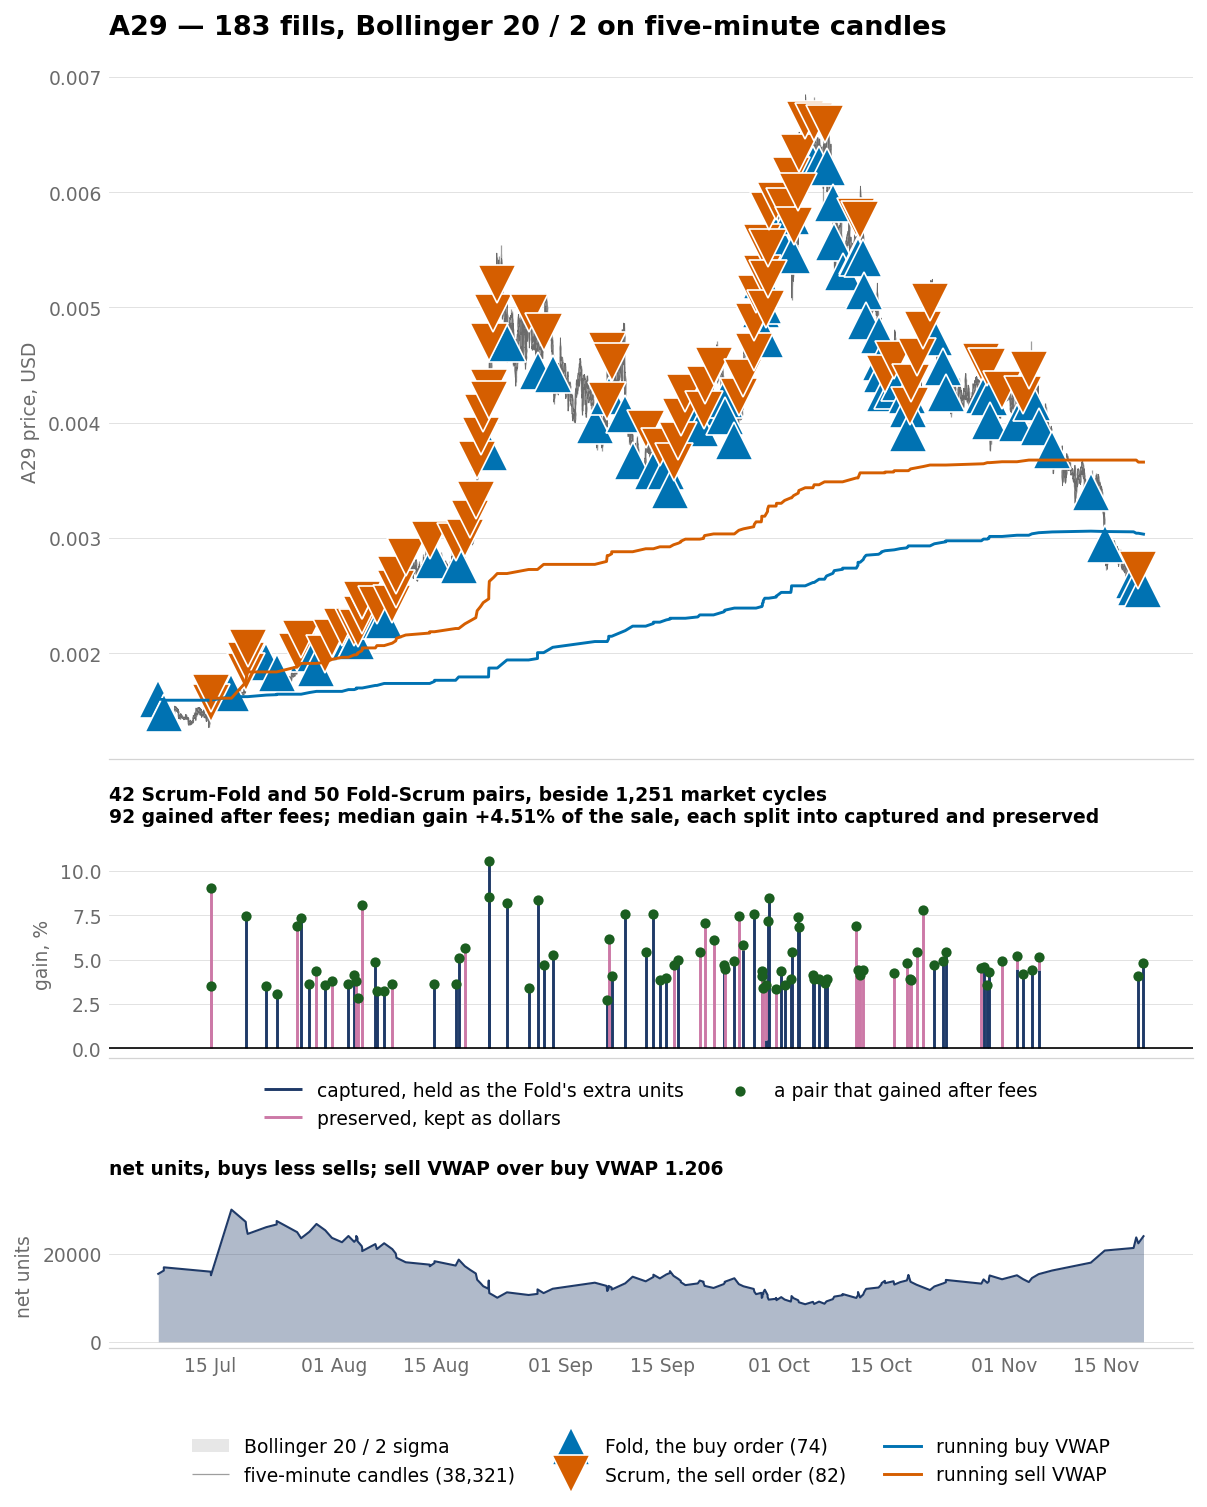 A29 — 183 fills, Bollinger 20 / 2 on five-minute candles
0.007
0.006
0.005
0.004
0.003
0.002
A29 price, USD
42 Scrum-Fold and 50 Fold-Scrum pairs, beside 1,251 market cycles
92 gained after fees; median gain +4.51% of the sale, each split into captured and preserved
10.0
7.5
5.0
2.5
0.0
gain, %
captured, held as the Fold's extra units
a pair that gained after fees
preserved, kept as dollars
net units, buys less sells; sell VWAP over buy VWAP 1.206
20000
0
net units
15 Jul
01 Aug
15 Aug
01 Sep
15 Sep
01 Oct
15 Oct
01 Nov
15 Nov
Bollinger 20 / 2 sigma
Fold, the buy order (74)
running buy VWAP
five-minute candles (38,321)
Scrum, the sell order (82)
running sell VWAP